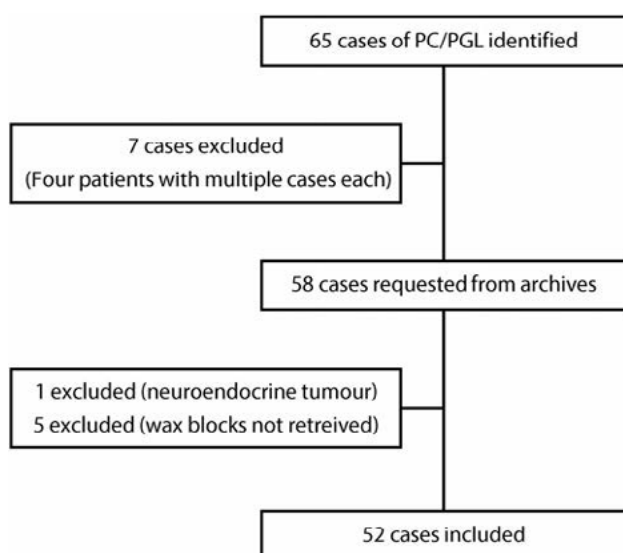 65 cases of PC/PGL identified
7 cases excluded
(Four patients with multiple cases each)
58 cases requested from archives
1 excluded (neuroendocrine tumour)
5 excluded (wax blocks not retreived)
52 cases included